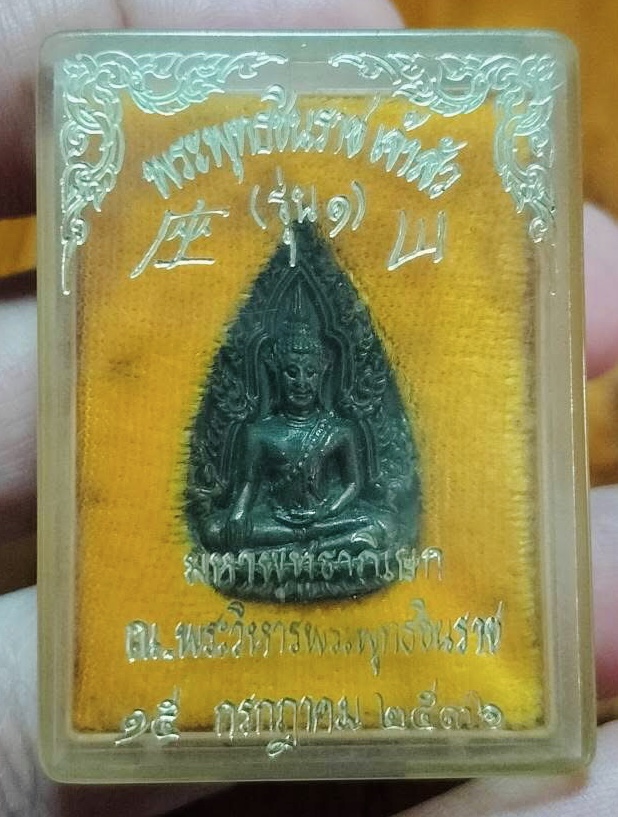 พระพุทธชินราช เจ้าสัว
(รุ่น ๑)
มหาพุทธาภิเษก
ณ.พระวิหารพระพุทธชินราช
๑๕ กรกฎาคม ๒๕๓๖